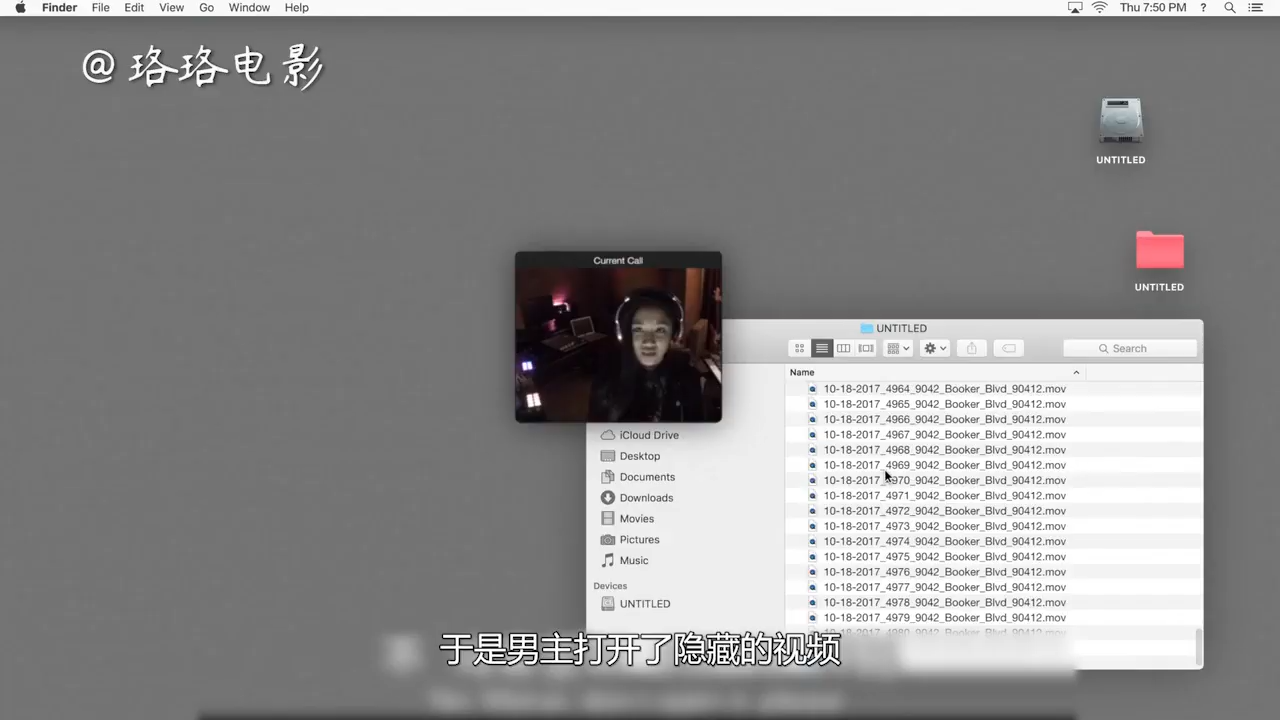 Finder File Edit View Go Window Help Thu 7:50 PM ?
@珞珞电影
UNTITLED
UNTITLED
Current Call
UNTITLED
Search
Name
10-18-2017_4964_9042_Booker_Blvd_90412.mov
10-18-2017_4965_9042_Booker_Blvd_90412.mov
10-18-2017_4966_9042_Booker_Blvd_90412.mov
10-18-2017_4967_9042_Booker_Blvd_90412.mov
10-18-2017_4968_9042_Booker_Blvd_90412.mov
10-18-2017_4969_9042_Booker_Blvd_90412.mov
10-18-2017_4970_9042_Booker_Blvd_90412.mov
10-18-2017_4971_9042_Booker_Blvd_90412.mov
10-18-2017_4972_9042_Booker_Blvd_90412.mov
10-18-2017_4973_9042_Booker_Blvd_90412.mov
10-18-2017_4974_9042_Booker_Blvd_90412.mov
10-18-2017_4975_9042_Booker_Blvd_90412.mov
10-18-2017_4976_9042_Booker_Blvd_90412.mov
10-18-2017_4977_9042_Booker_Blvd_90412.mov
10-18-2017_4978_9042_Booker_Blvd_90412.mov
10-18-2017_4979_9042_Booker_Blvd_90412.mov
iCloud Drive
Desktop
Documents
Downloads
Movies
Pictures
Music
Devices
UNTITLED
于是男主打开了隐藏的视频